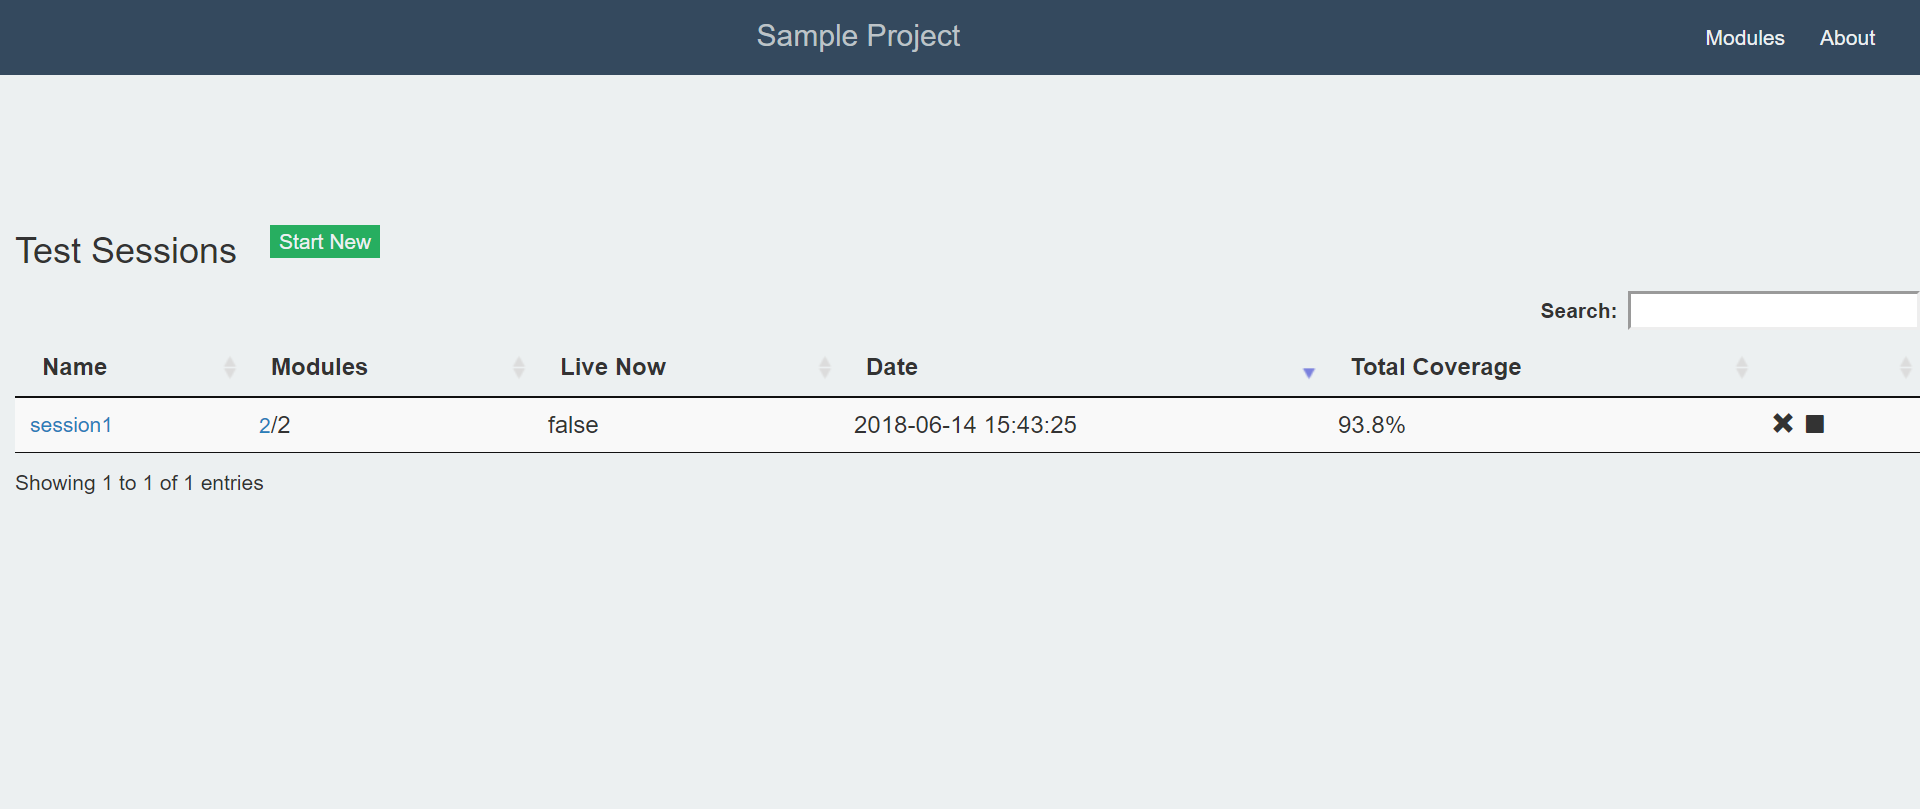 Sample Project
Modules About
Test Sessions Start New
Search:
Name Modules Live Now Date Total Coverage
session1 2/2 false 2018-06-14 15:43:25 93.8%
Showing 1 to 1 of 1 entries